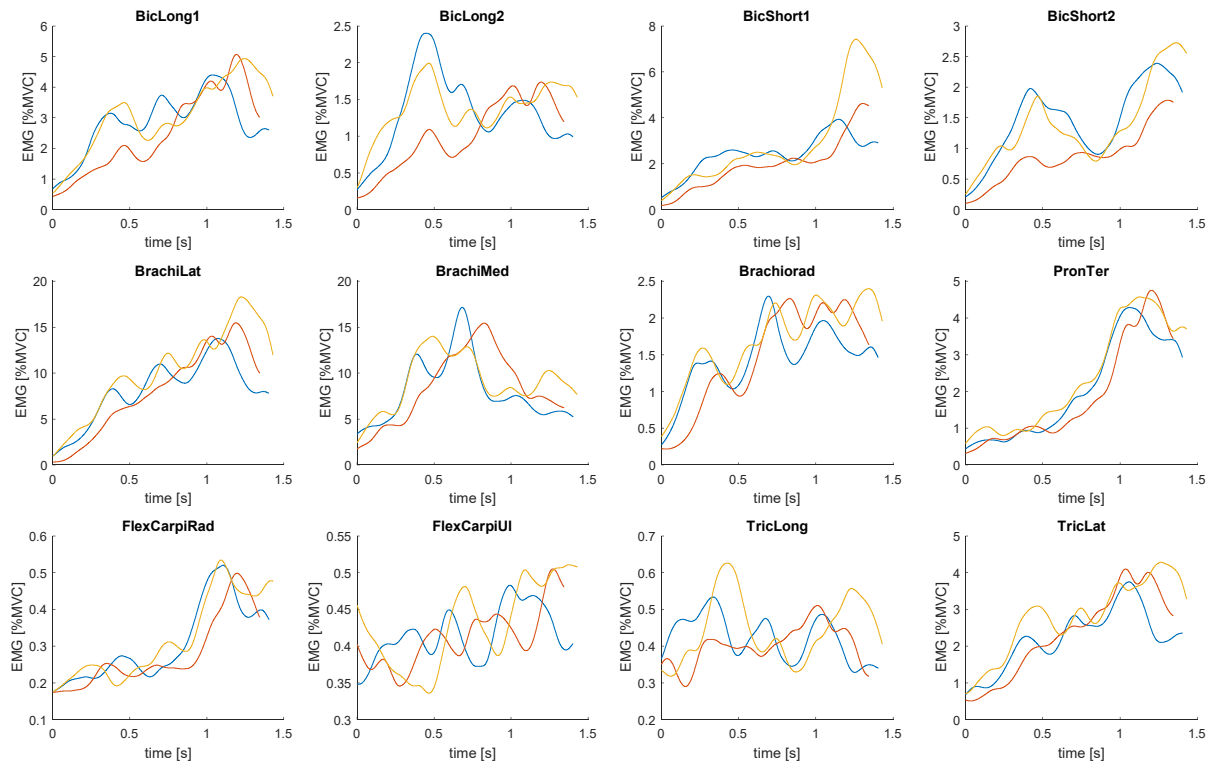 BicLong1
EMG [%MVC]
6
5
4
3
2
1
0
0 0.5 1 1.5
time [s]
BicLong2
EMG [%MVC]
2.5
2
1.5
1
0.5
0
0 0.5 1 1.5
time [s]
BicShort1
EMG [%MVC]
8
6
4
2
0
0 0.5 1 1.5
time [s]
BicShort2
EMG [%MVC]
3
2.5
2
1.5
1
0.5
0
0 0.5 1 1.5
time [s]
BrachiLat
EMG [%MVC]
20
15
10
5
0
0 0.5 1 1.5
time [s]
BrachiMed
EMG [%MVC]
20
15
10
5
0
0 0.5 1 1.5
time [s]
Brachiorad
EMG [%MVC]
2.5
2
1.5
1
0.5
0
0 0.5 1 1.5
time [s]
PronTer
EMG [%MVC]
5
4
3
2
1
0
0 0.5 1 1.5
time [s]
FlexCarpiRad
EMG [%MVC]
0.6
0.5
0.4
0.3
0.2
0.1
0 0.5 1 1.5
time [s]
FlexCarpiUl
EMG [%MVC]
0.55
0.5
0.45
0.4
0.35
0.3
0 0.5 1 1.5
time [s]
TricLong
EMG [%MVC]
0.7
0.6
0.5
0.4
0.3
0.2
0 0.5 1 1.5
time [s]
TricLat
EMG [%MVC]
5
4
3
2
1
0
0 0.5 1 1.5
time [s]